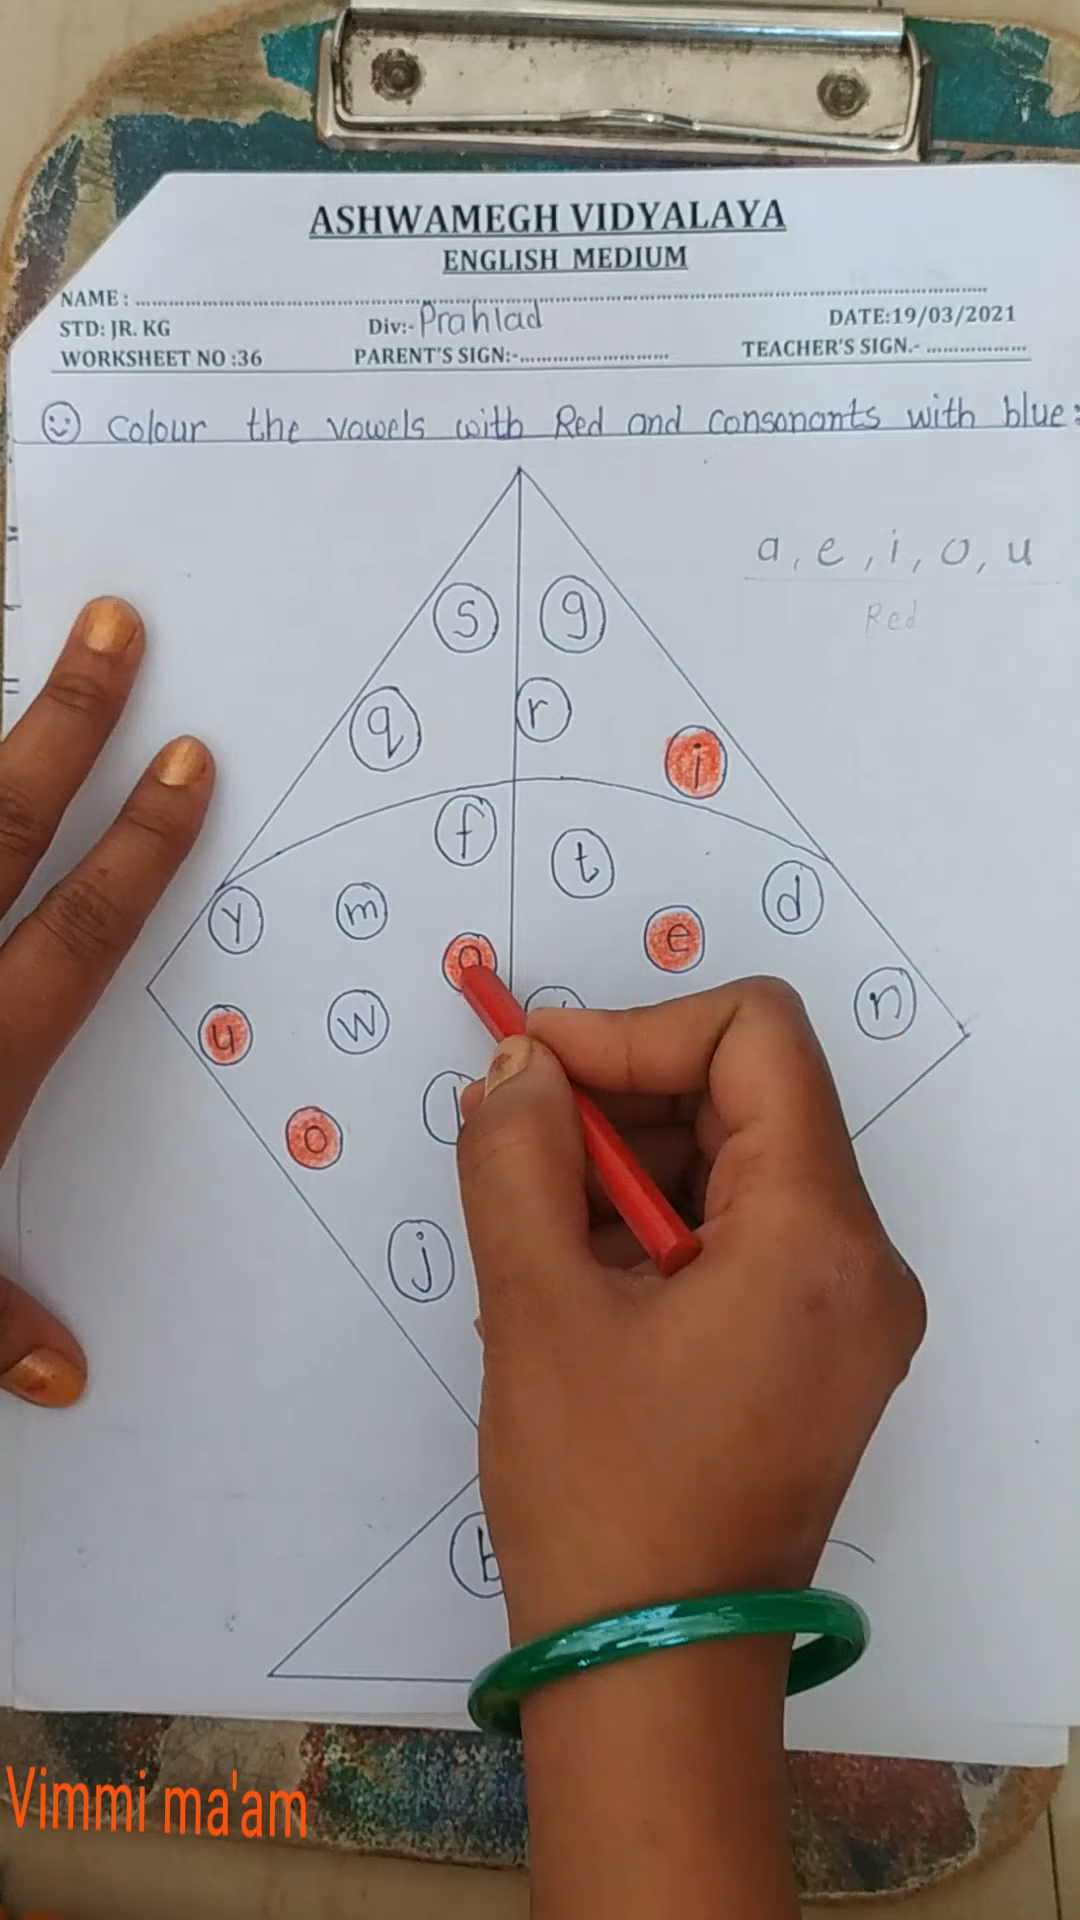 ASHWAMEGH VIDYALAYA
ENGLISH MEDIUM
NAME : ................................................................
STD: JR. KG Div:- Prahlad DATE:19/03/2021
WORKSHEET NO :36 PARENT'S SIGN:-........................... TEACHER'S SIGN.- ..................
Colour the vowels with Red and consonants with blue:
a, e, i, o, u
Red
s g
q r
i
f
t
y m d
e
n
u w
o
j
b
Vimmi ma'am